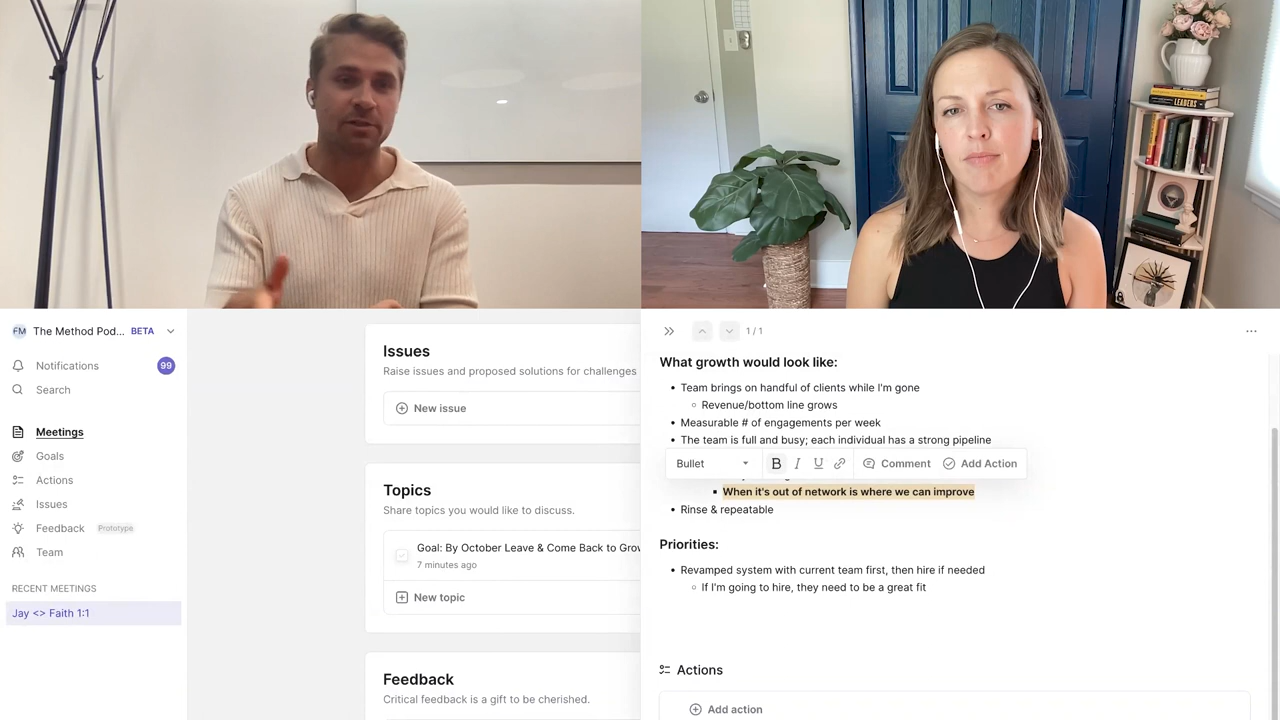 LEADERS
FM The Method Pod... BETA
Notifications 99
Search
Meetings
Goals
Actions
Issues
Feedback Prototype
Team
RECENT MEETINGS
Jay <> Faith 1:1
Issues
Raise issues and proposed solutions for challenges
New issue
Topics
Share topics you would like to discuss.
Goal: By October Leave & Come Back to Grow
7 minutes ago
New topic
Feedback
Critical feedback is a gift to be cherished.
1 / 1
What growth would look like:
Team brings on handful of clients while I'm gone
Revenue/bottom line grows
Measurable # of engagements per week
The team is full and busy; each individual has a strong pipeline
Bullet B I U Comment Add Action
When it's out of network is where we can improve
Rinse & repeatable
Priorities:
Revamped system with current team first, then hire if needed
If I'm going to hire, they need to be a great fit
Actions
Add action